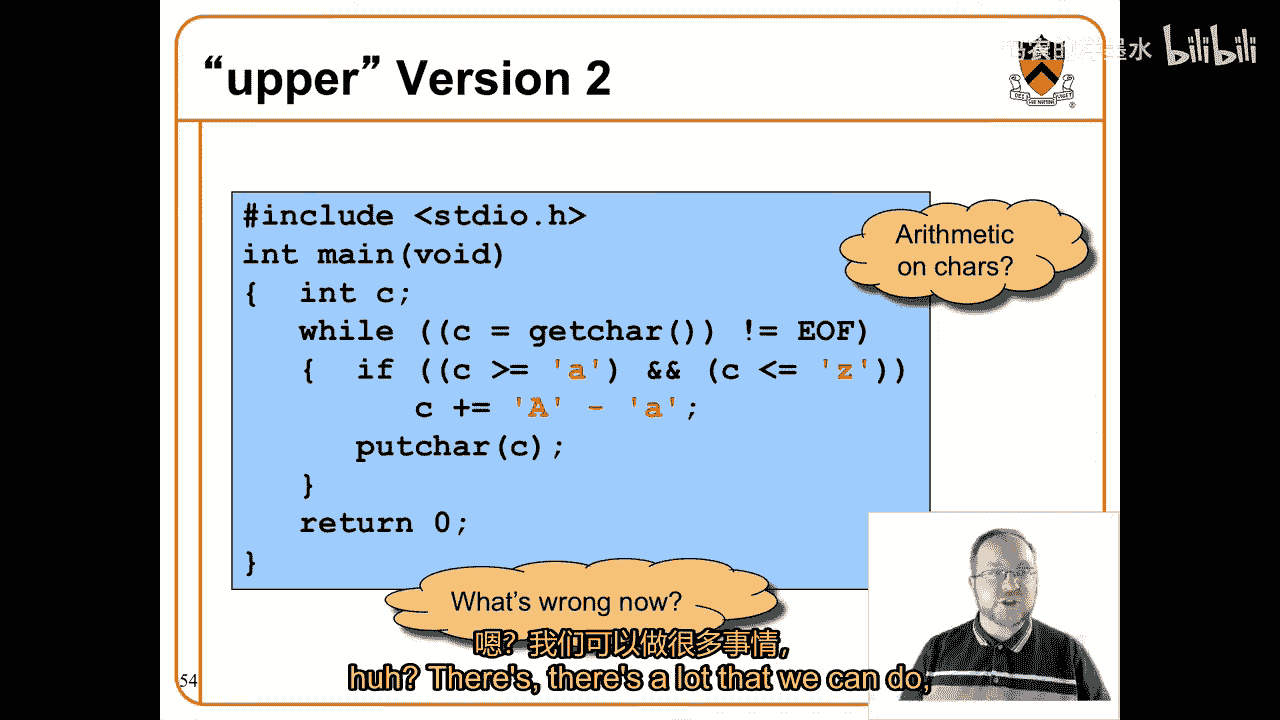 “upper” Version 2
bilibili
#include <stdio.h>
int main(void)
{ int c;
while ((c = getchar()) != EOF)
{ if ((c >= 'a') && (c <= 'z'))
c += 'A' - 'a';
putchar(c);
}
return 0;
}
Arithmetic
on chars?
What’s wrong now?
嗯？我们可以做很多事情,
huh? There's, there's a lot that we can do,
54